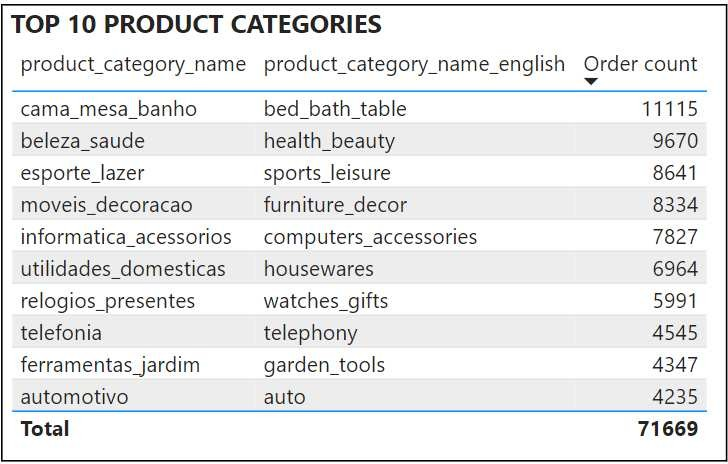 TOP 10 PRODUCT CATEGORIES
product_category_name product_category_name_english Order count
cama_mesa_banho bed_bath_table 11115
beleza_saude health_beauty 9670
esporte_lazer sports_leisure 8641
moveis_decoracao furniture_decor 8334
informatica_acessorios computers_accessories 7827
utilidades_domesticas housewares 6964
relogios_presentes watches_gifts 5991
telefonia telephony 4545
ferramentas_jardim garden_tools 4347
automotivo auto 4235
Total 71669